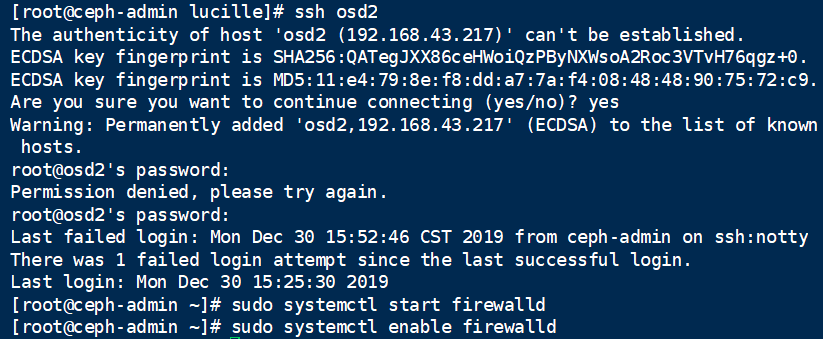 [root@ceph-admin lucille]# ssh osd2
The authenticity of host 'osd2 (192.168.43.217)' can't be established.
ECDSA key fingerprint is SHA256:QATegJXX86ceHWoiQzPByNXWsoA2Roc3VTvH76qgz+0.
ECDSA key fingerprint is MD5:11:e4:79:8e:f8:dd:a7:7a:f4:08:48:48:90:75:72:c9.
Are you sure you want to continue connecting (yes/no)? yes
Warning: Permanently added 'osd2,192.168.43.217' (ECDSA) to the list of known
hosts.
root@osd2's password:
Permission denied, please try again.
root@osd2's password:
Last failed login: Mon Dec 30 15:52:46 CST 2019 from ceph-admin on ssh:notty
There was 1 failed login attempt since the last successful login.
Last login: Mon Dec 30 15:25:30 2019
[root@ceph-admin ~]# sudo systemctl start firewalld
[root@ceph-admin ~]# sudo systemctl enable firewalld